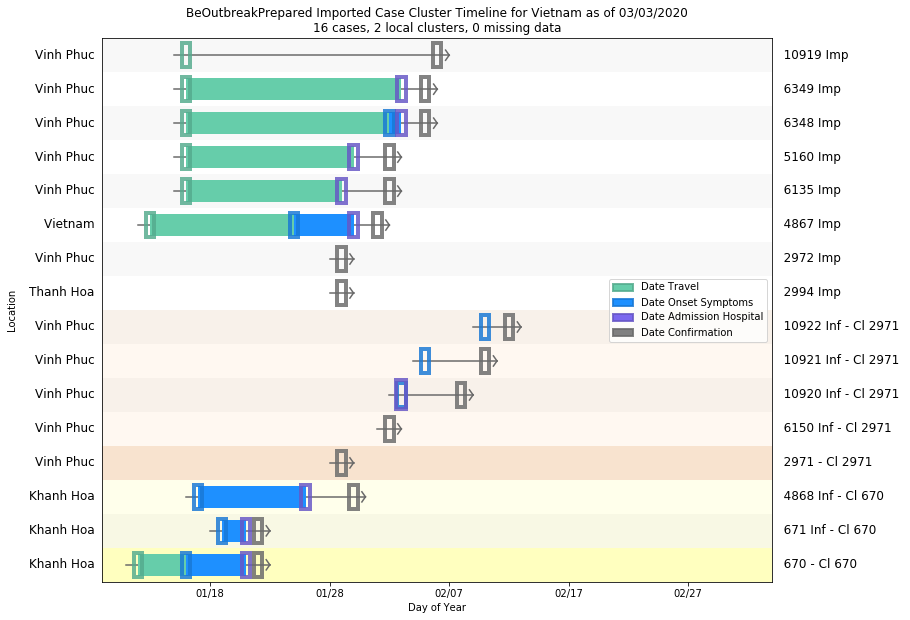 BeOutbreakPrepared Imported Case Cluster Timeline for Vietnam as of 03/03/2020
16 cases, 2 local clusters, 0 missing data
Vinh Phuc 10919 Imp
Vinh Phuc 6349 Imp
Vinh Phuc 6348 Imp
Vinh Phuc 5160 Imp
Vinh Phuc 6135 Imp
Vietnam 4867 Imp
Vinh Phuc 2972 Imp
Thanh Hoa 2994 Imp
Vinh Phuc 10922 Inf - Cl 2971
Vinh Phuc 10921 Inf - Cl 2971
Vinh Phuc 10920 Inf - Cl 2971
Vinh Phuc 6150 Inf - Cl 2971
Vinh Phuc 2971 - Cl 2971
Khanh Hoa 4868 Inf - Cl 670
Khanh Hoa 671 Inf - Cl 670
Khanh Hoa 670 - Cl 670
Location
Date Travel
Date Onset Symptoms
Date Admission Hospital
Date Confirmation
01/18 01/28 02/07 02/17 02/27
Day of Year